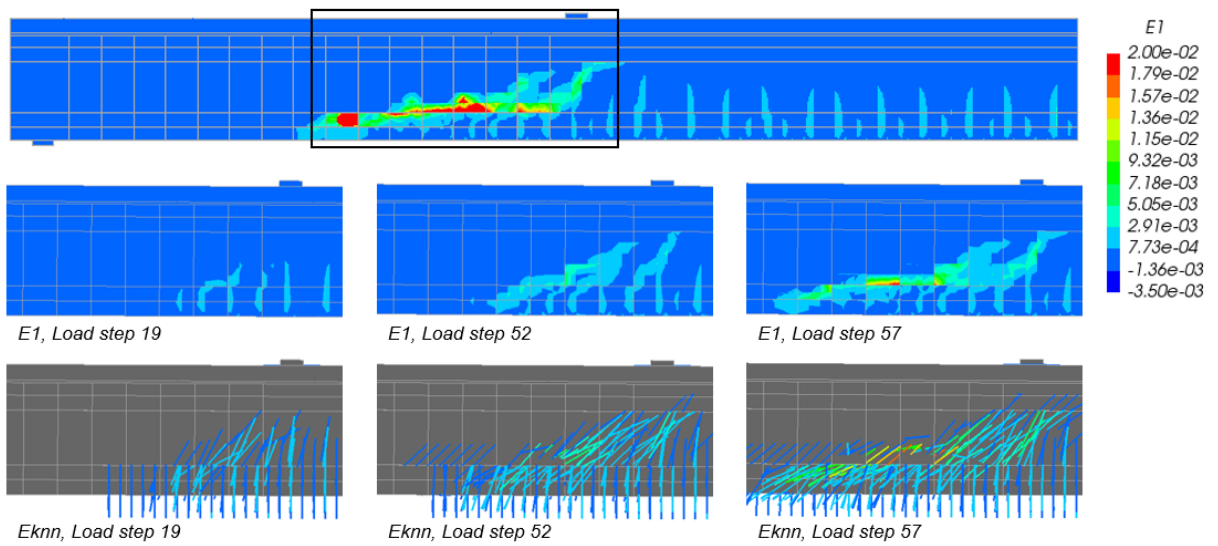 E1
2.00e-02
1.79e-02
1.57e-02
1.36e-02
1.15e-02
9.32e-03
7.18e-03
5.05e-03
2.91e-03
7.73e-04
-1.36e-03
-3.50e-03
E1, Load step 19
E1, Load step 52
E1, Load step 57
Eknn, Load step 19
Eknn, Load step 52
Eknn, Load step 57